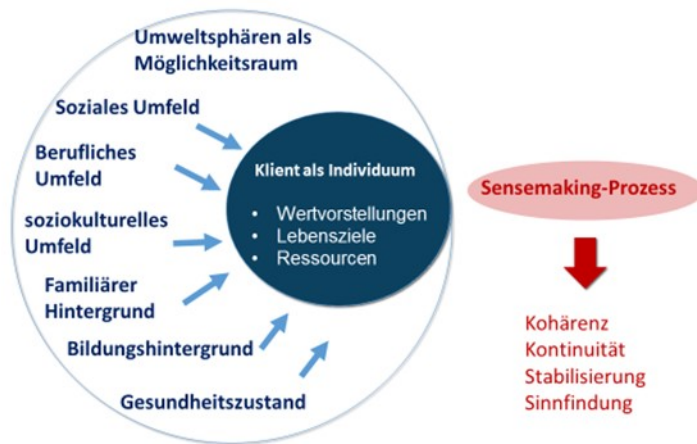 Umweltsphären als
Möglichkeitsraum
Soziales Umfeld
Berufliches
Umfeld
soziokulturelles
Umfeld
Familiärer
Hintergrund
Bildungshintergrund
Gesundheitszustand
Klient als Individuum
• Wertvorstellungen
• Lebensziele
• Ressourcen
Sensemaking-Prozess
Kohärenz
Kontinuität
Stabilisierung
Sinnfindung